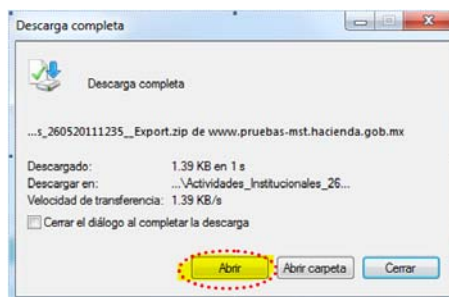 Descarga completa
Descarga completa
...s_260520111235__Export.zip de www.pruebas-mst.hacienda.gob.mx
Descargado: 1.39 KB en 1 s
Descargar en: ...\Actividades_Institucionales_26...
Velocidad de transferencia: 1.39 KB/s
Cerrar el diálogo al completar la descarga
Abrir Abrir carpeta Cerrar